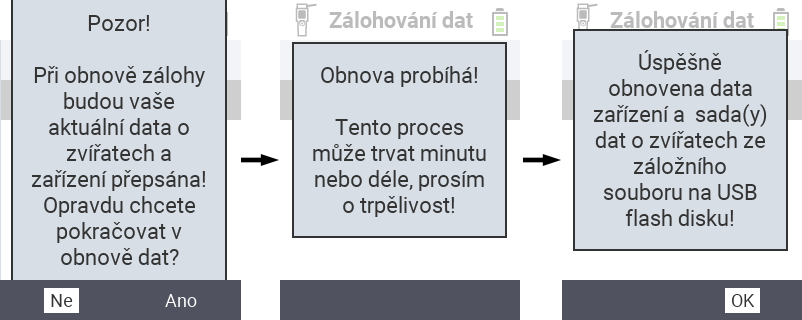 Pozor!
Při obnově zálohy
budou vaše
aktuální data o
zvířatech a
zařízení přepsána!
Opravdu chcete
pokračovat v
obnově dat?
Ne
Ano
Zálohování dat
Obnova probíhá!
Tento proces
může trvat minutu
nebo déle, prosím
o trpělivost!
Zálohování dat
Úspěšně
obnovena data
zařízení a  sada(y)
dat o zvířatech ze
záložního
souboru na USB
flash disku!
OK